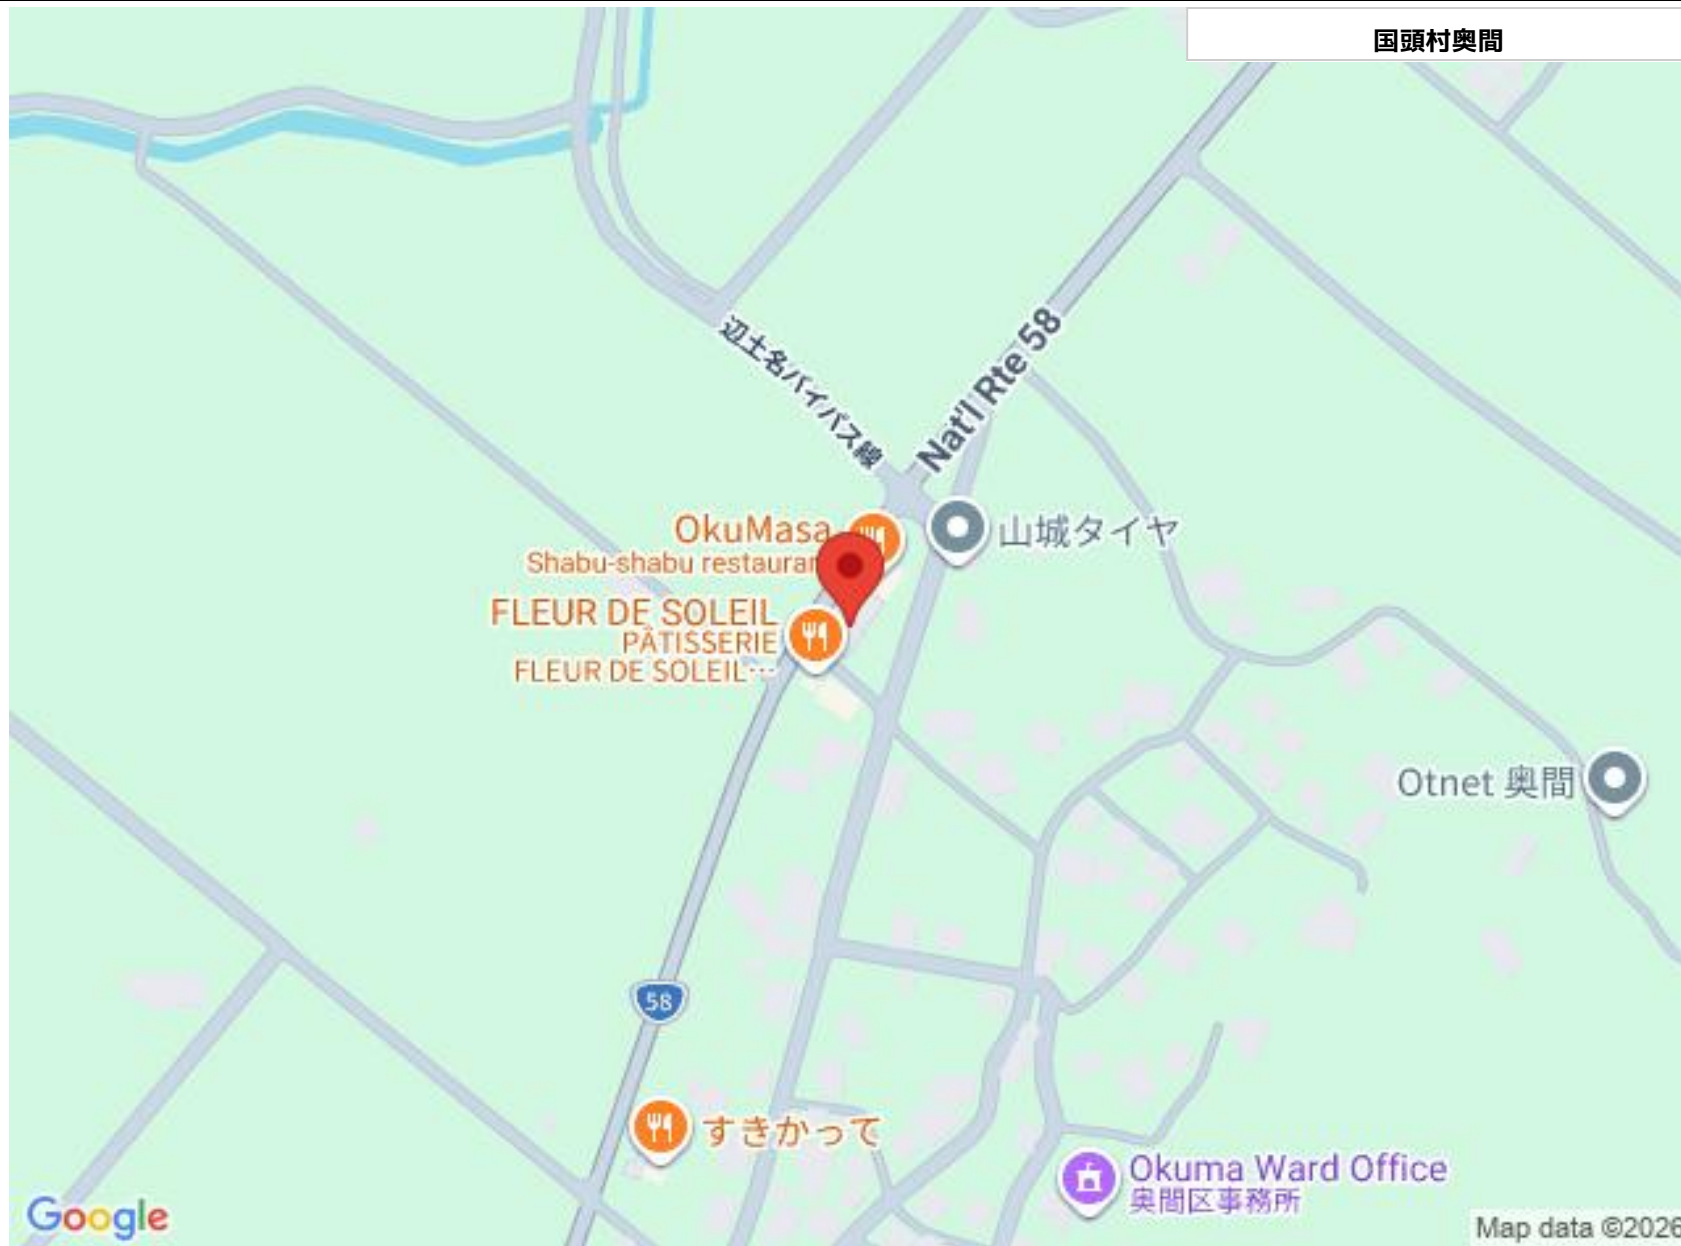 国頭村奥間
辺土名バイパス線
Nat'l Rte 58
OkuMasa
Shabu-shabu restauran
山城タイヤ
FLEUR DE SOLEIL
PÂTISSERIE
FLEUR DE SOLEIL…
Otnet 奥間
58
すきかって
Okuma Ward Office
奥間区事務所
Google
Map data ©2026